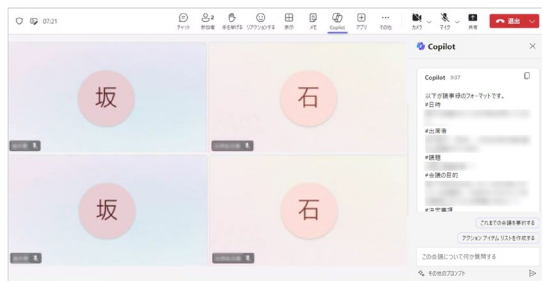 07:21
チャット
2
参加者
手を挙げる
リアクションする
表示
メモ
Copilot
アプリ
その他
カメラ
マイク
共有
退出
坂
石
坂
石
Copilot
Copilot 9:07
以下が議事録のフォーマットです。
#日時
#出席者
#議題
#会議の目的
#決定事項
これまでの会議を要約する
アクション アイテム リストを作成する
この会議について何か質問する
その他のプロンプト